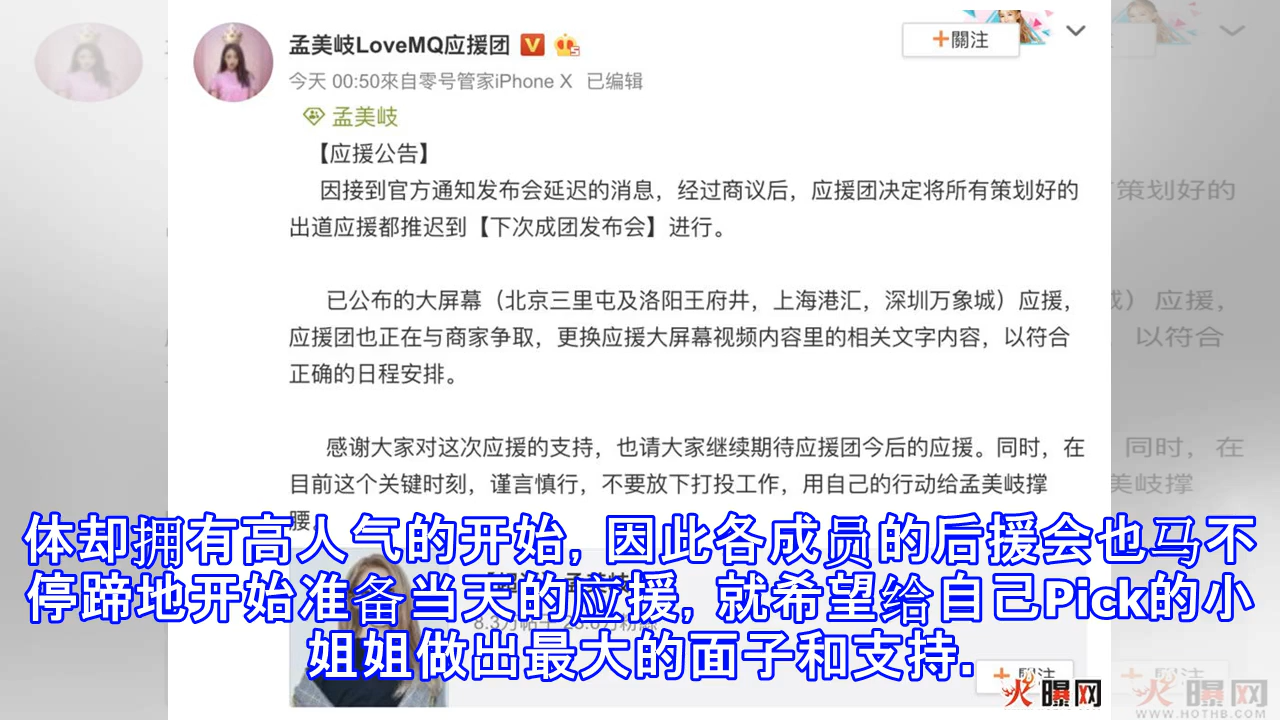 孟美岐LoveMQ应援团
+關注
今天 00:50來自零号管家iPhone X 已编辑
孟美岐
【应援公告】
因接到官方通知发布会延迟的消息，经过商议后，应援团决定将所有策划好的
出道应援都推迟到【下次成团发布会】进行。
已公布的大屏幕（北京三里屯及洛阳王府井，上海港汇，深圳万象城）应援，
应援团也正在与商家争取，更换应援大屏幕视频内容里的相关文字内容，以符合
正确的日程安排。
感谢大家对这次应援的支持，也请大家继续期待应援团今后的应援。同时，在
目前这个关键时刻，谨言慎行，不要放下打投工作，用自己的行动给孟美岐撑
腰。
体却拥有高人气的开始, 因此各成员的后援会也马不
停蹄地开始准备当天的应援, 就希望给自己Pick的小
姐姐做出最大的面子和支持.
+關注
火曝网
火曝网
WWW.HOTHB.COM